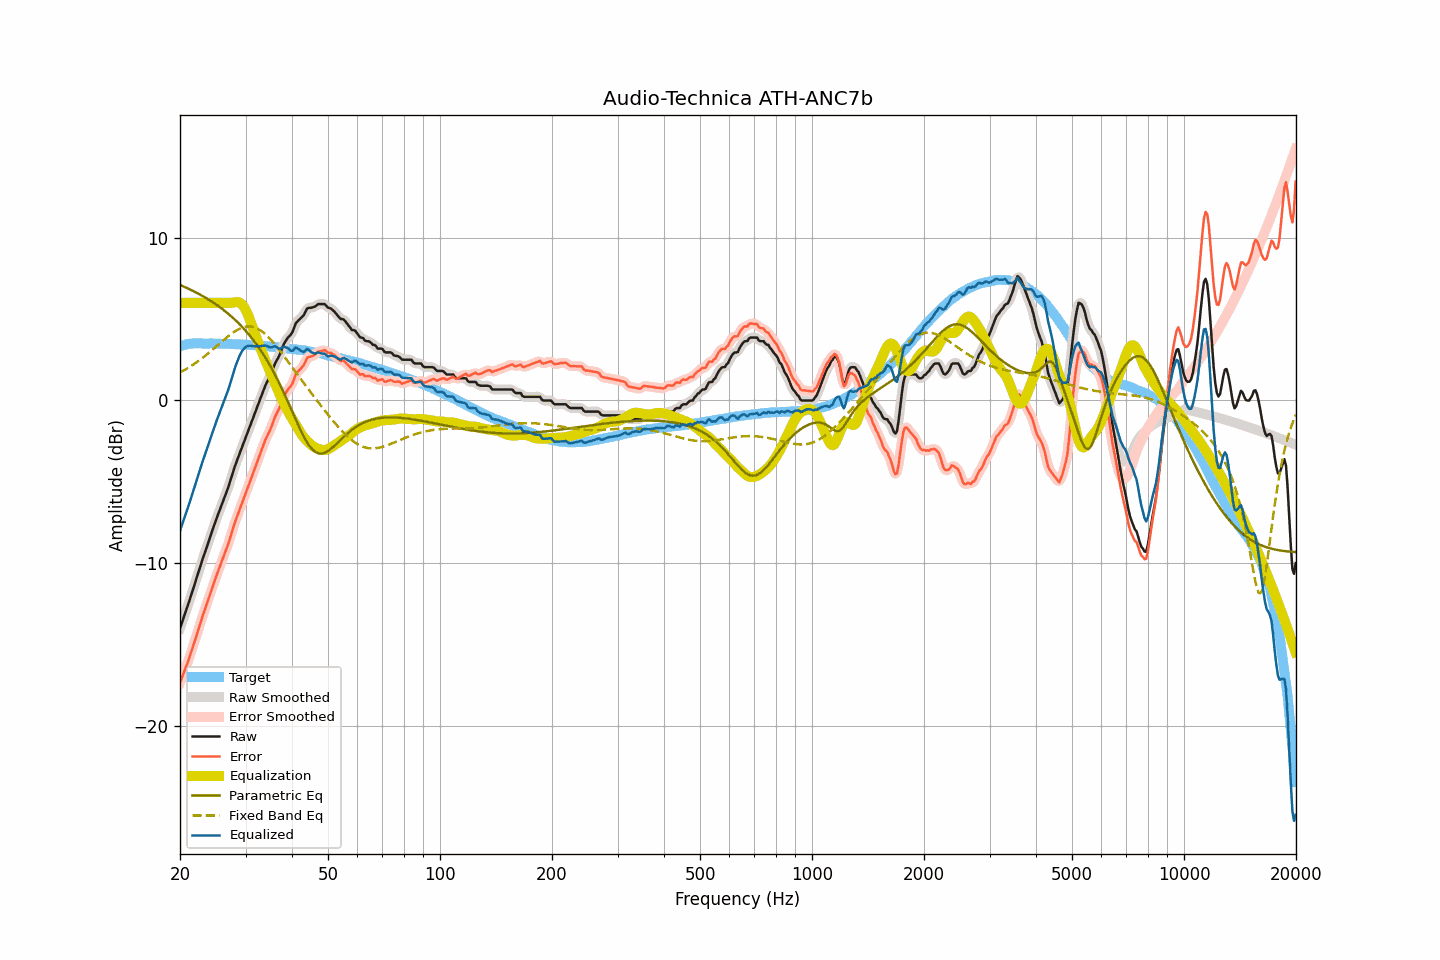 Audio-Technica ATH-ANC7b
Amplitude (dBr)
10
0
−10
−20
Target
Raw Smoothed
Error Smoothed
Raw
Error
Equalization
Parametric Eq
Fixed Band Eq
Equalized
20 50 100 200 500 1000 2000 5000 10000 20000
Frequency (Hz)